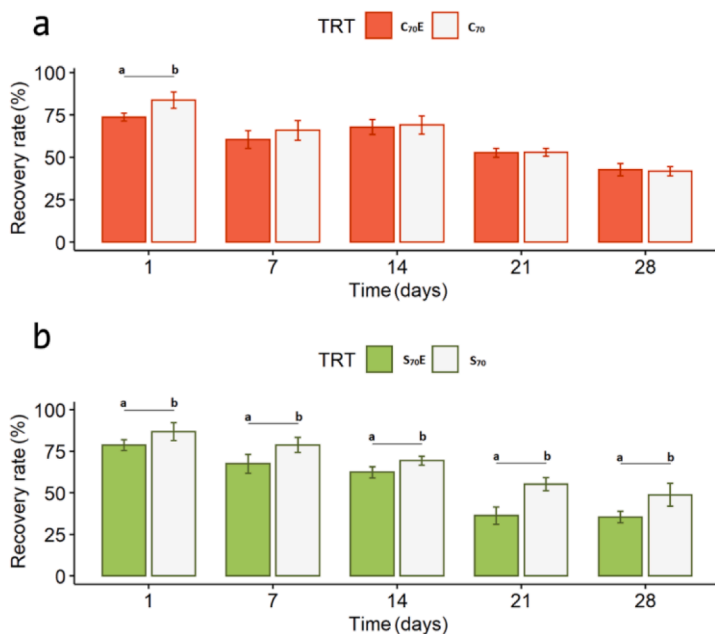 a
TRT C₇₀E C₇₀
Recovery rate (%)
100
75
50
25
0
a b
1 7 14 21 28
Time (days)
b
TRT S₇₀E S₇₀
Recovery rate (%)
100
75
50
25
0
a b a b a b a b a b
1 7 14 21 28
Time (days)